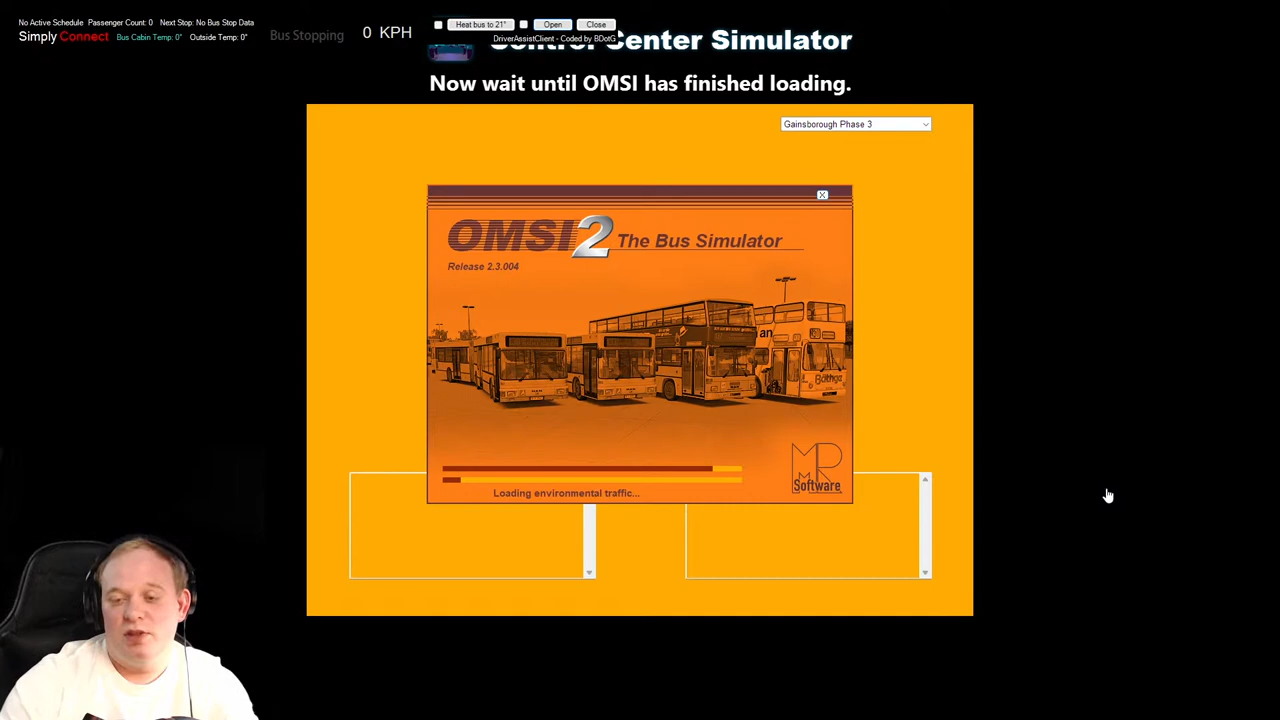 No Active Schedule Passenger Count: 0 Next Stop: No Bus Stop Data
Simply Connect Bus Cabin Temp: 0° Outside Temp: 0° Bus Stopping 0 KPH
Heat bus to 21° Open Close
DriverAssistClient - Coded by BDotG
Center Simulator
Now wait until OMSI has finished loading.
Gainsborough Phase 3
X
OMSI 2 The Bus Simulator
Release 2.3.004
an
MR
Software
Loading environmental traffic...